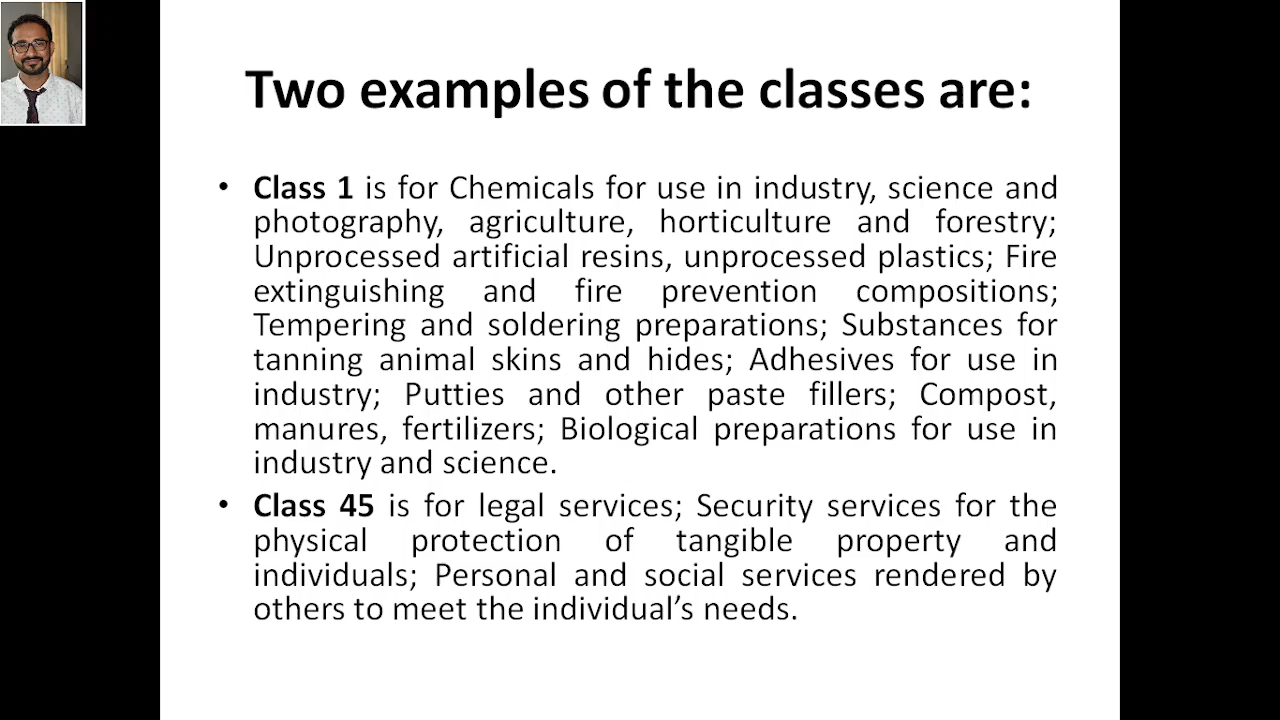 Two examples of the classes are:
• Class 1 is for Chemicals for use in industry, science and
photography, agriculture, horticulture and forestry;
Unprocessed artificial resins, unprocessed plastics; Fire
extinguishing and fire prevention compositions;
Tempering and soldering preparations; Substances for
tanning animal skins and hides; Adhesives for use in
industry; Putties and other paste fillers; Compost,
manures, fertilizers; Biological preparations for use in
industry and science.
• Class 45 is for legal services; Security services for the
physical protection of tangible property and
individuals; Personal and social services rendered by
others to meet the individual’s needs.